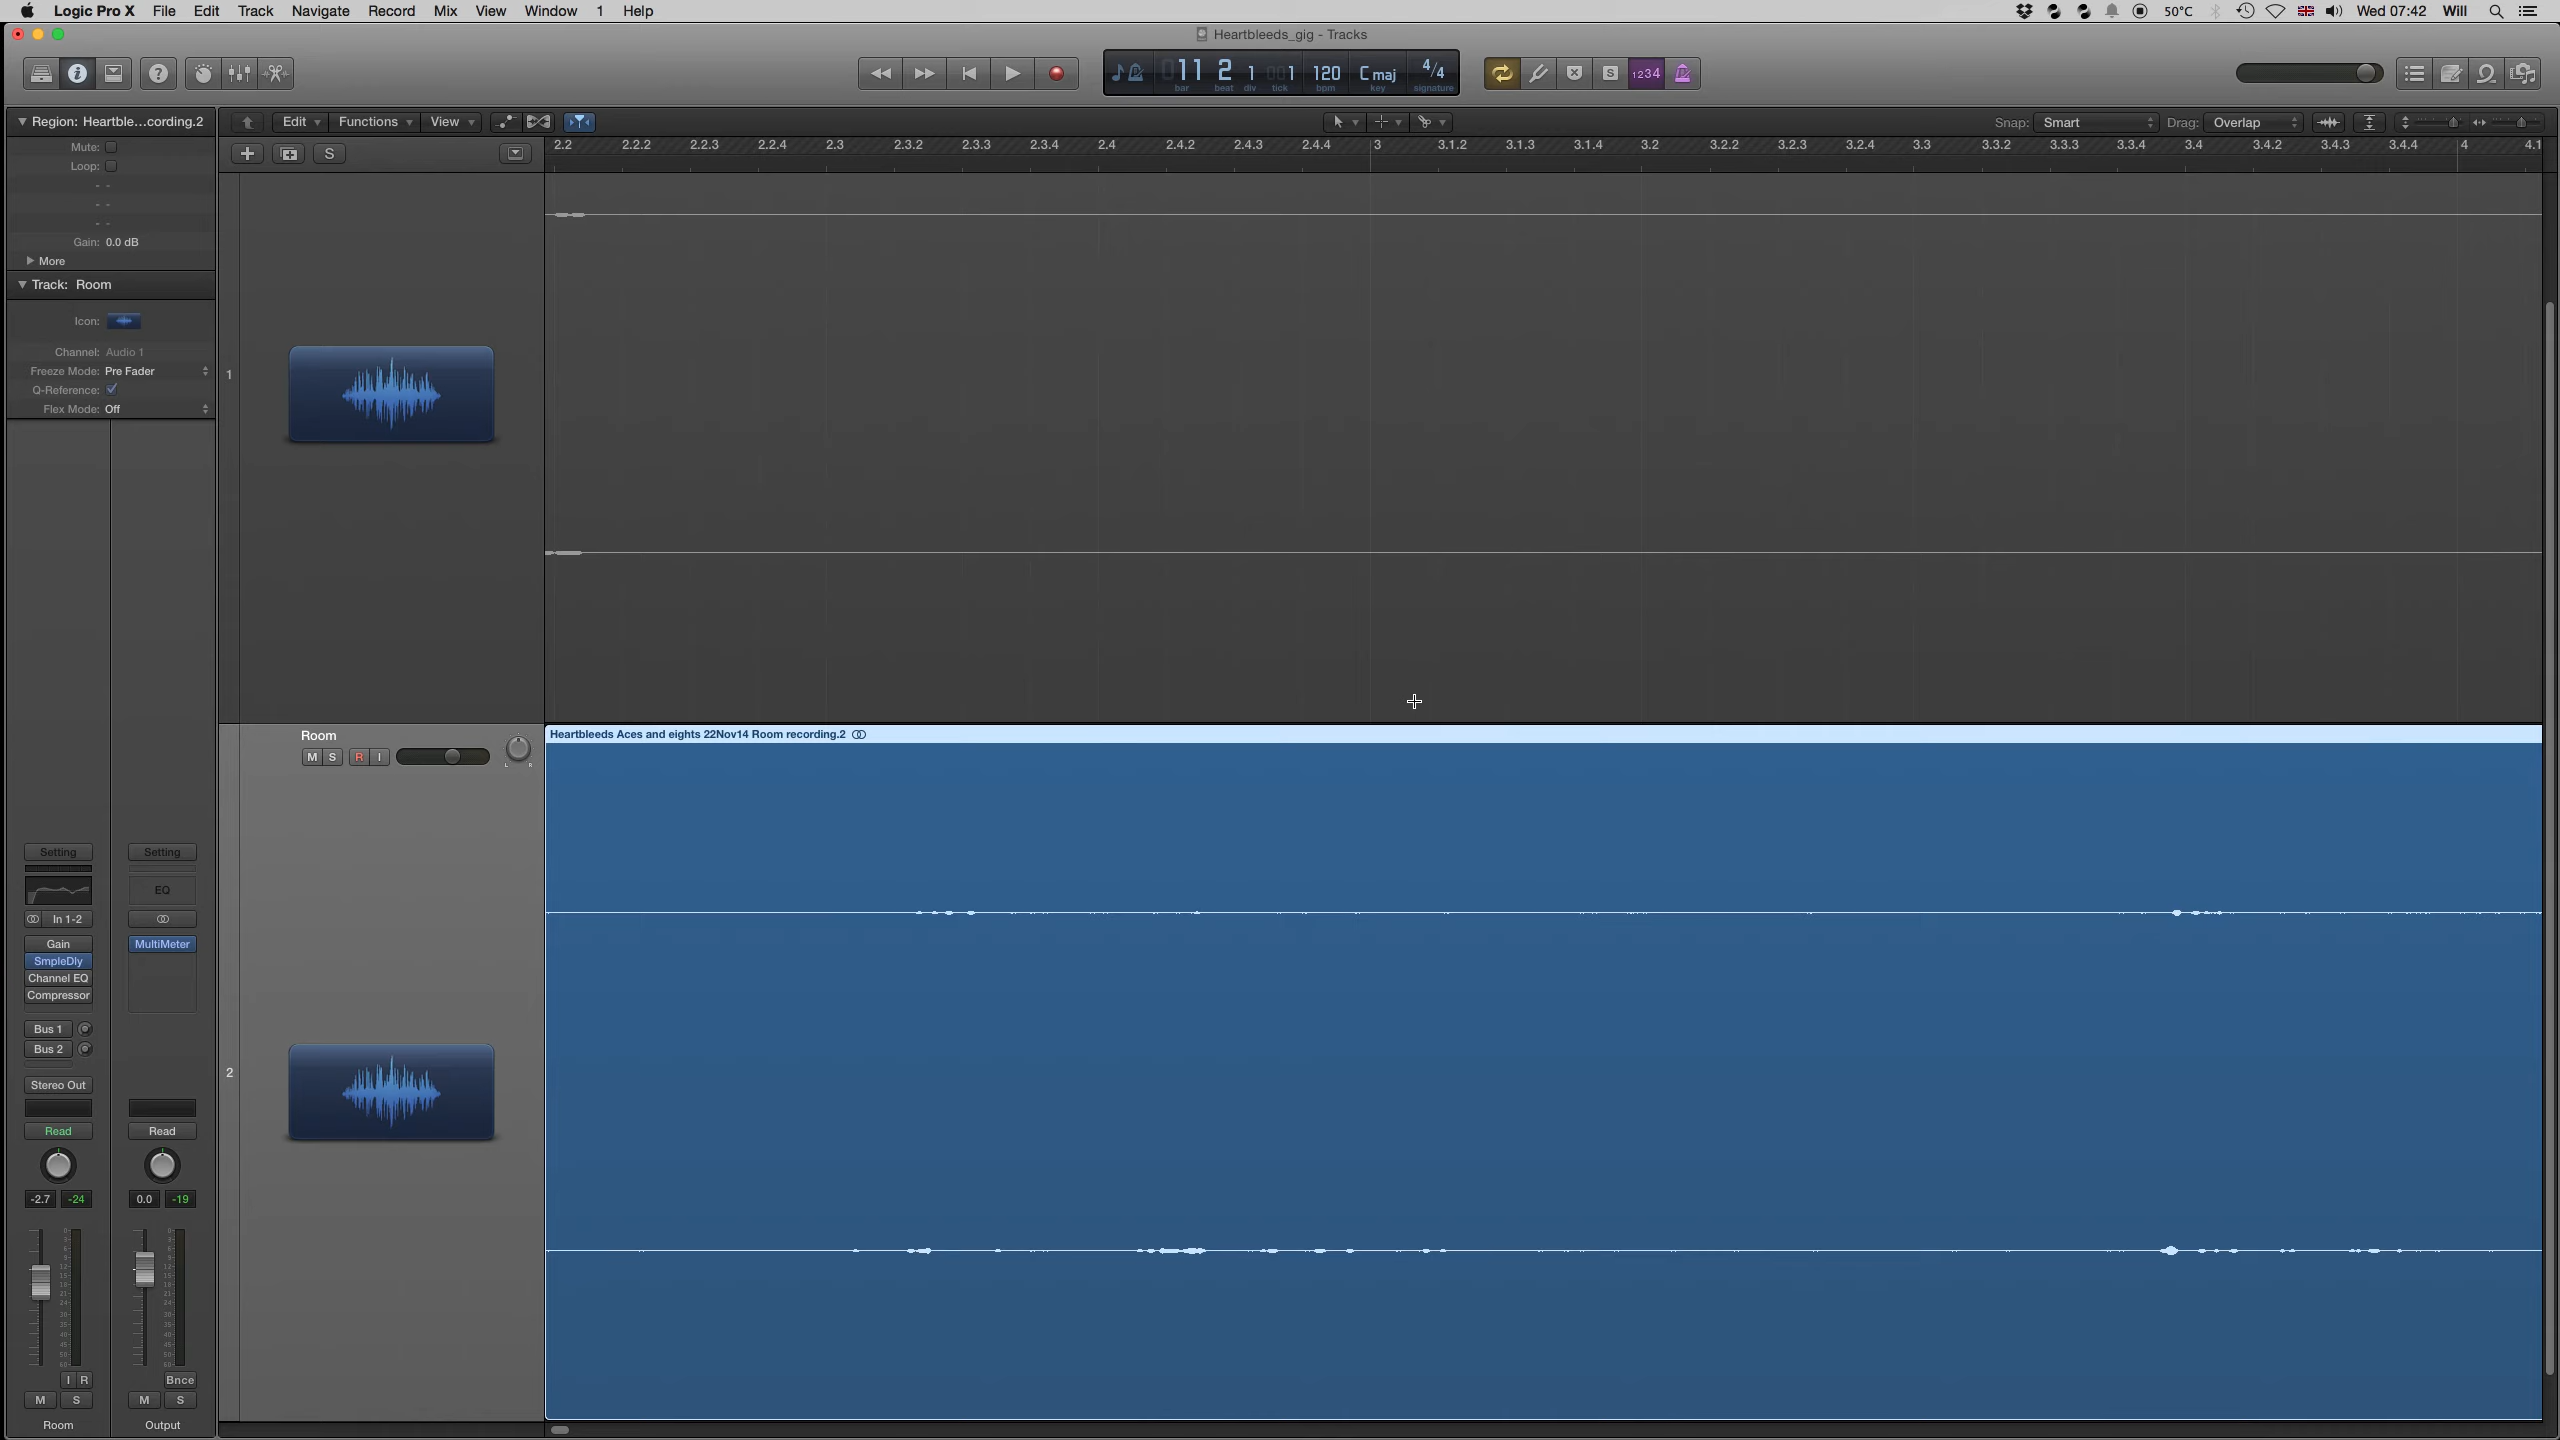 Logic Pro X File Edit Track Navigate Record Mix View Window 1 Help 50°C Wed 07:42 Will
Heartbleeds_gig - Tracks
011 2 1 001 120 C maj 4/4
bar beat div tick bpm key signature
S 1234
Region: Heartble...cording.2
Edit Functions View Snap: Smart Drag: Overlap
Mute:
Loop:
- -
- -
- -
Gain: 0.0 dB
More
Track: Room
Icon:
Channel: Audio 1
Freeze Mode: Pre Fader
Q-Reference:
Flex Mode: Off
S
2.2 2.2.2 2.2.3 2.2.4 2.3 2.3.2 2.3.3 2.3.4 2.4 2.4.2 2.4.3 2.4.4 3 3.1.2 3.1.3 3.1.4 3.2 3.2.2 3.2.3 3.2.4 3.3 3.3.2 3.3.3 3.3.4 3.4 3.4.2 3.4.3 3.4.4 4 4.1
1
Room
M S R I
L R
Heartbleeds Aces and eights 22Nov14 Room recording.2
2
Setting Setting
EQ
In 1-2
Gain MultiMeter
SmpleDly
Channel EQ
Compressor
Bus 1
Bus 2
Stereo Out
Read Read
-2.7 -24 0.0 -19
I R Bnce
M S M S
Room Output